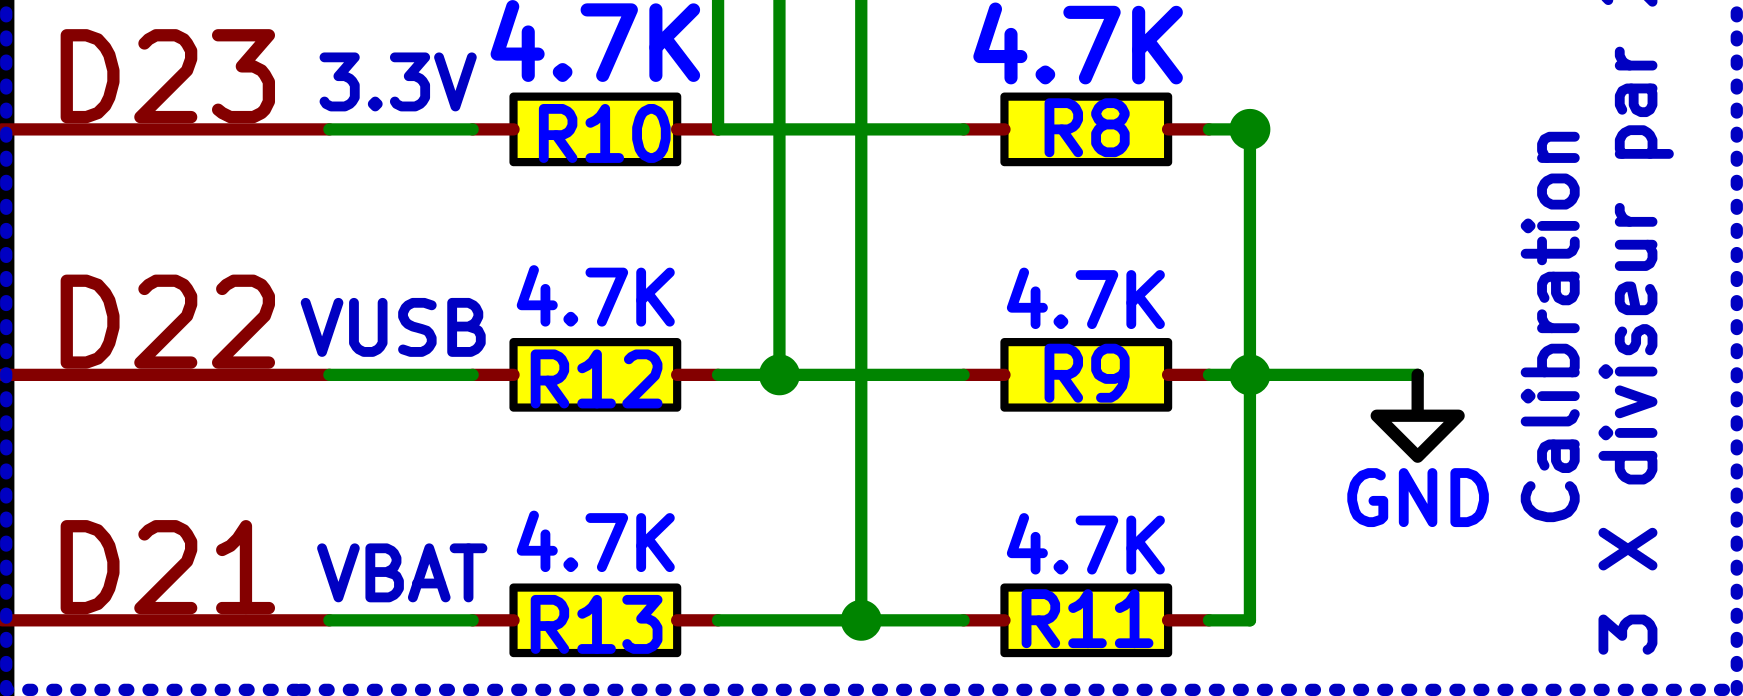 4.7K 4.7K
D23 3.3V R10 R8
4.7K 4.7K
D22 VUSB R12 R9
GND
4.7K 4.7K
D21 VBAT R13 R11
Calibration
3 X diviseur par